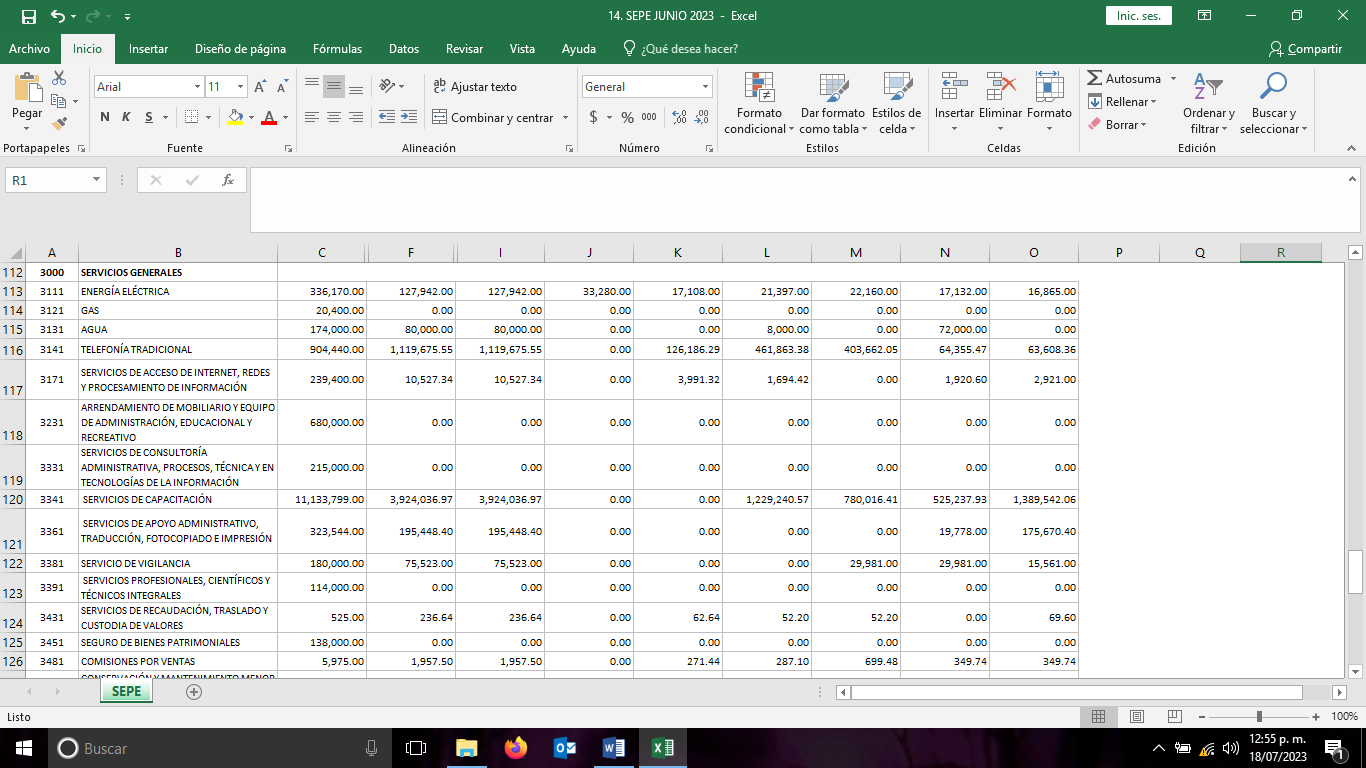 14. SEPE JUNIO 2023 - Excel
Inic. ses.
Archivo Inicio Insertar Diseño de página Fórmulas Datos Revisar Vista Ayuda ¿Qué desea hacer? Compartir
Pegar
Arial 11
N K S
A
ab Ajustar texto
Combinar y centrar
General
$ % 000
Formato condicional
Dar formato como tabla
Estilos de celda
Insertar Eliminar Formato
Autosuma
Rellenar
Borrar
Ordenar y filtrar
Buscar y seleccionar
Portapapeles Fuente Alineación Número Estilos Celdas Edición
R1 fx
A B C F I J K L M N O P Q R
112 3000 SERVICIOS GENERALES
113 3111 ENERGÍA ELÉCTRICA 336,170.00 127,942.00 127,942.00 33,280.00 17,108.00 21,397.00 22,160.00 17,132.00 16,865.00
114 3121 GAS 20,400.00 0.00 0.00 0.00 0.00 0.00 0.00 0.00 0.00
115 3131 AGUA 174,000.00 80,000.00 80,000.00 0.00 0.00 8,000.00 0.00 72,000.00 0.00
116 3141 TELEFONÍA TRADICIONAL 904,440.00 1,119,675.55 1,119,675.55 0.00 126,186.29 461,863.38 403,662.05 64,355.47 63,608.36
SERVICIOS DE ACCESO DE INTERNET, REDES
117 3171 Y PROCESAMIENTO DE INFORMACIÓN 239,400.00 10,527.34 10,527.34 0.00 3,991.32 1,694.42 0.00 1,920.60 2,921.00
ARRENDAMIENTO DE MOBILIARIO Y EQUIPO
118 3231 DE ADMINISTRACIÓN, EDUCACIONAL Y 680,000.00 0.00 0.00 0.00 0.00 0.00 0.00 0.00 0.00
RECREATIVO
SERVICIOS DE CONSULTORÍA
119 3331 ADMINISTRATIVA, PROCESOS, TÉCNICA Y EN 215,000.00 0.00 0.00 0.00 0.00 0.00 0.00 0.00 0.00
TECNOLOGÍAS DE LA INFORMACIÓN
120 3341 SERVICIOS DE CAPACITACIÓN 11,133,799.00 3,924,036.97 3,924,036.97 0.00 0.00 1,229,240.57 780,016.41 525,237.93 1,389,542.06
SERVICIOS DE APOYO ADMINISTRATIVO,
121 3361 TRADUCCIÓN, FOTOCOPIADO E IMPRESIÓN 323,544.00 195,448.40 195,448.40 0.00 0.00 0.00 0.00 19,778.00 175,670.40
122 3381 SERVICIO DE VIGILANCIA 180,000.00 75,523.00 75,523.00 0.00 0.00 0.00 29,981.00 29,981.00 15,561.00
SERVICIOS PROFESIONALES, CIENTÍFICOS Y
123 3391 TÉCNICOS INTEGRALES 114,000.00 0.00 0.00 0.00 0.00 0.00 0.00 0.00 0.00
SERVICIOS DE RECAUDACIÓN, TRASLADO Y
124 3431 CUSTODIA DE VALORES 525.00 236.64 236.64 0.00 62.64 52.20 52.20 0.00 69.60
125 3451 SEGURO DE BIENES PATRIMONIALES 138,000.00 0.00 0.00 0.00 0.00 0.00 0.00 0.00 0.00
126 3481 COMISIONES POR VENTAS 5,975.00 1,957.50 1,957.50 0.00 271.44 287.10 699.48 349.74 349.74
CONSERVACIÓN Y MANTENIMIENTO MENOR
SEPE
Listo 100%
Buscar
12:55 p. m.
18/07/2023
1